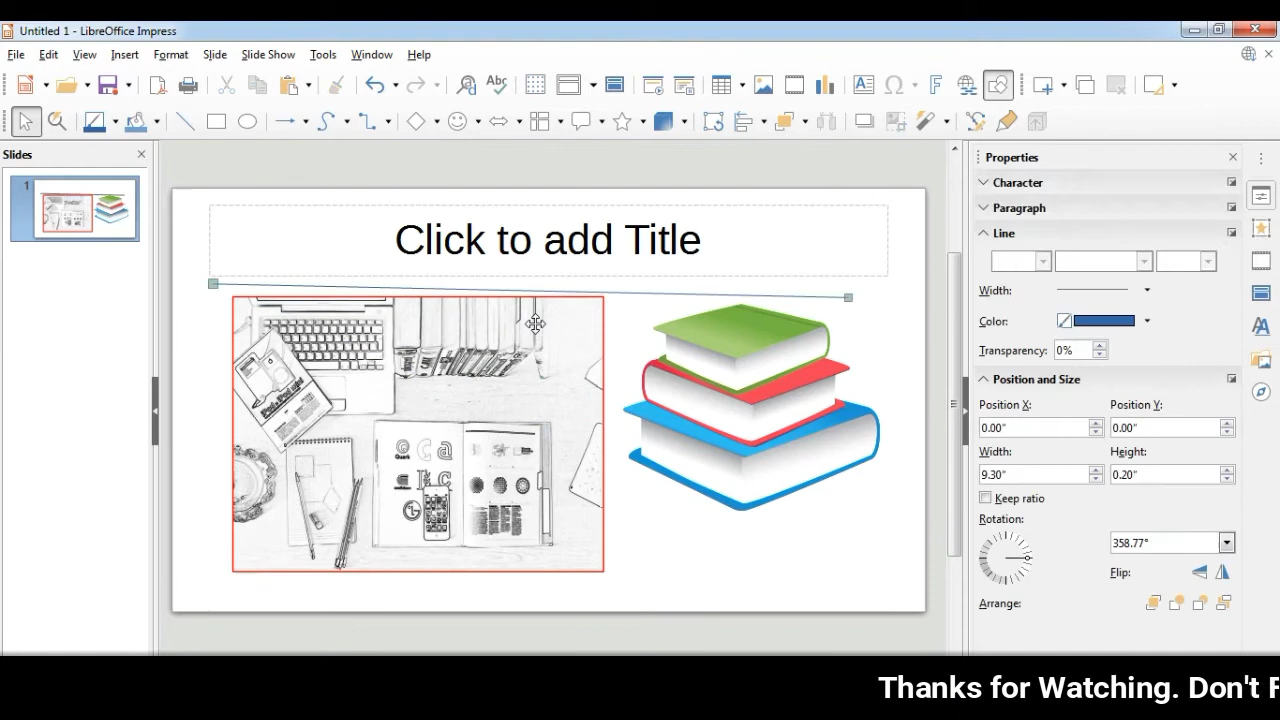 Untitled 1 - LibreOffice Impress
File Edit View Insert Format Slide Slide Show Tools Window Help
Slides
1
Click to add Title
Properties
Character
Paragraph
Line
Width:
Color:
Transparency: 0%
Position and Size
Position X: Position Y:
0.00" 0.00"
Width: Height:
9.30" 0.20"
Keep ratio
Rotation:
358.77°
Flip:
Arrange:
Thanks for Watching. Don't F